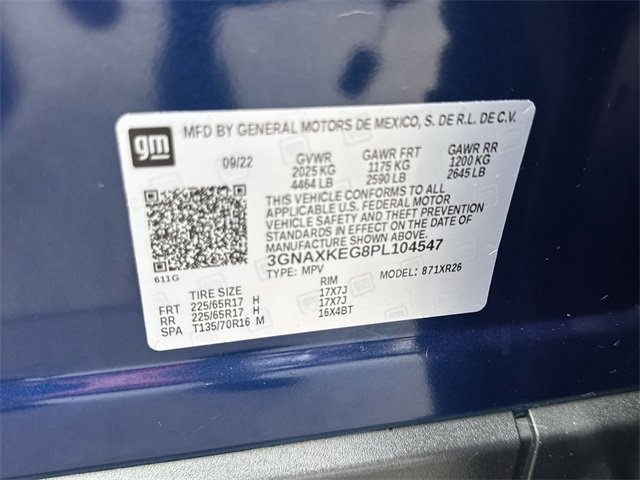 gm MFD BY GENERAL MOTORS DE MEXICO, S. DE R.L. DE C.V.
09/22 GVWR GAWR FRT GAWR RR
2025 KG 1175 KG 1200 KG
4464 LB 2590 LB 2645 LB
THIS VEHICLE CONFORMS TO ALL
APPLICABLE U.S. FEDERAL MOTOR
VEHICLE SAFETY AND THEFT PREVENTION
STANDARDS IN EFFECT ON THE DATE OF
MANUFACTURE SHOWN ABOVE.
3GNAXKEG8PL104547
611G TYPE: MPV MODEL: 871XR26
TIRE SIZE RIM
FRT 225/65R17 H 17X7J
RR 225/65R17 H 17X7J
SPA T135/70R16 M 16X4BT